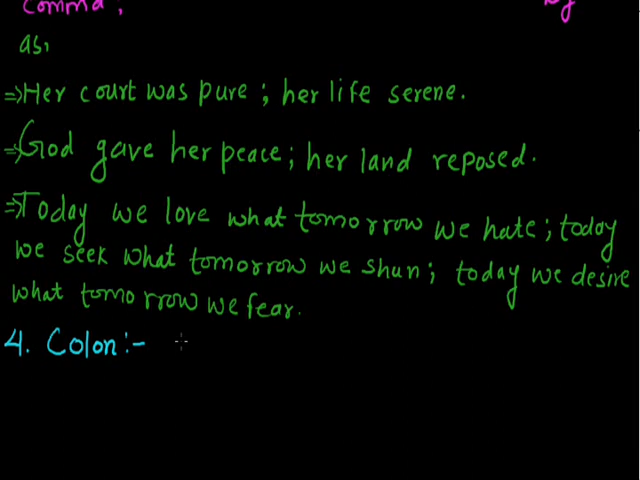 comma. by
as,
⇒Her court was pure ; her life serene.
⇒God gave her peace ; her land reposed.
⇒Today we love what tomorrow we hate ; today
we seek what tomorrow we shun ; today we desire
what tomorrow we fear.
4. Colon :-